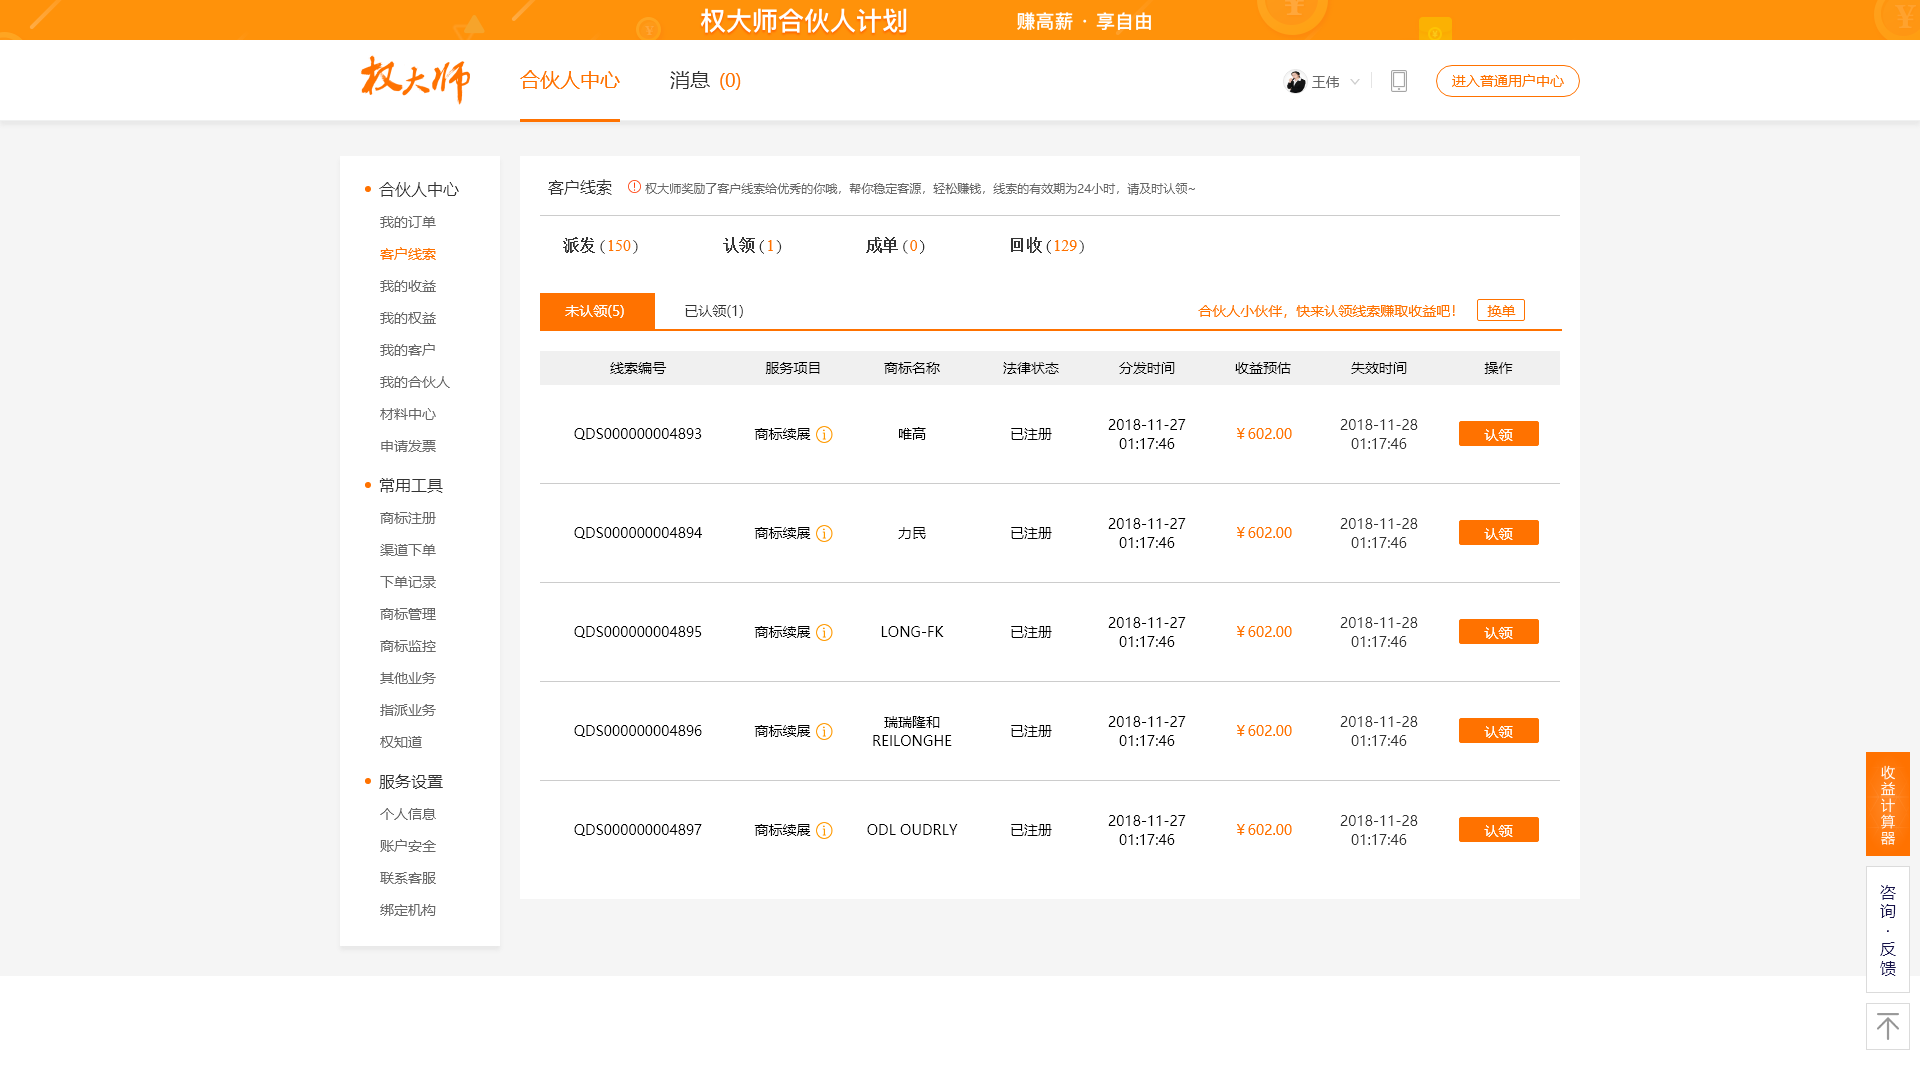 权大师合伙人计划 赚高薪 · 享自由
权大师 合伙人中心 消息 (0) 王伟 进入普通用户中心
合伙人中心
我的订单
客户线索
我的收益
我的权益
我的客户
我的合伙人
材料中心
申请发票
常用工具
商标注册
渠道下单
下单记录
商标管理
商标监控
其他业务
指派业务
权知道
服务设置
个人信息
账户安全
联系客服
绑定机构
客户线索 权大师奖励了客户线索给优秀的你哦，帮你稳定客源，轻松赚钱，线索的有效期为24小时，请及时认领~
派发 (150) 认领 (1) 成单 (0) 回收 (129)
未认领(5) 已认领(1) 合伙人小伙伴，快来认领线索赚取收益吧！ 换单
线索编号 服务项目 商标名称 法律状态 分发时间 收益预估 失效时间 操作
QDS000000004893 商标续展 唯高 已注册 2018-11-27 01:17:46 ¥602.00 2018-11-28 01:17:46 认领
QDS000000004894 商标续展 力民 已注册 2018-11-27 01:17:46 ¥602.00 2018-11-28 01:17:46 认领
QDS000000004895 商标续展 LONG-FK 已注册 2018-11-27 01:17:46 ¥602.00 2018-11-28 01:17:46 认领
QDS000000004896 商标续展 瑞瑞隆和 REILONGHE 已注册 2018-11-27 01:17:46 ¥602.00 2018-11-28 01:17:46 认领
QDS000000004897 商标续展 ODL OUDRLY 已注册 2018-11-27 01:17:46 ¥602.00 2018-11-28 01:17:46 认领
收益计算器
咨询·反馈